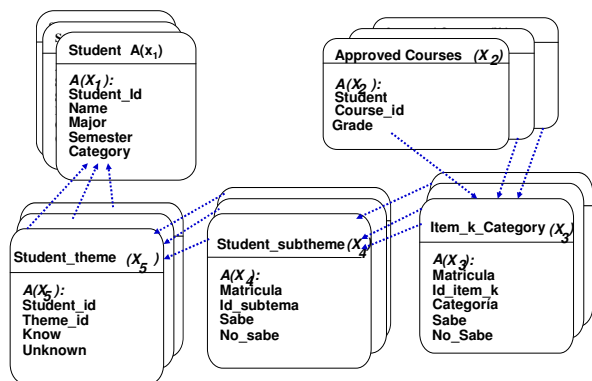 Student A(x1)
A(X1):
Student_Id
Name
Major
Semester
Category
Approved Courses (X2)
A(X2):
Student
Course_id
Grade
Student_theme (X5)
A(X5):
Student_id
Theme_id
Know
Unknown
Student_subtheme (X4)
A(X4):
Matricula
Id_subtema
Sabe
No_sabe
Item_k_Category (X3)
A(X3):
Matricula
Id_item_k
Categoria
Sabe
No_Sabe